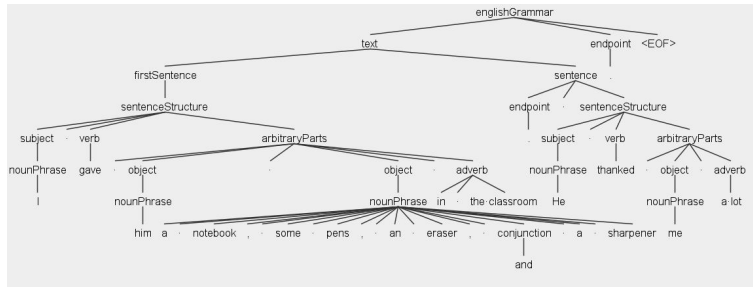 englishGrammar
text endpoint <EOF>
firstSentence sentence .
sentenceStructure endpoint · sentenceStructure
subject · verb arbitraryParts . subject · verb arbitraryParts
nounPhrase gave · object · object · adverb nounPhrase thanked · object · adverb
I nounPhrase nounPhrase in · the·classroom He nounPhrase a·lot
him a · notebook , · some · pens , · an · eraser , · conjunction · a · sharpener me
and